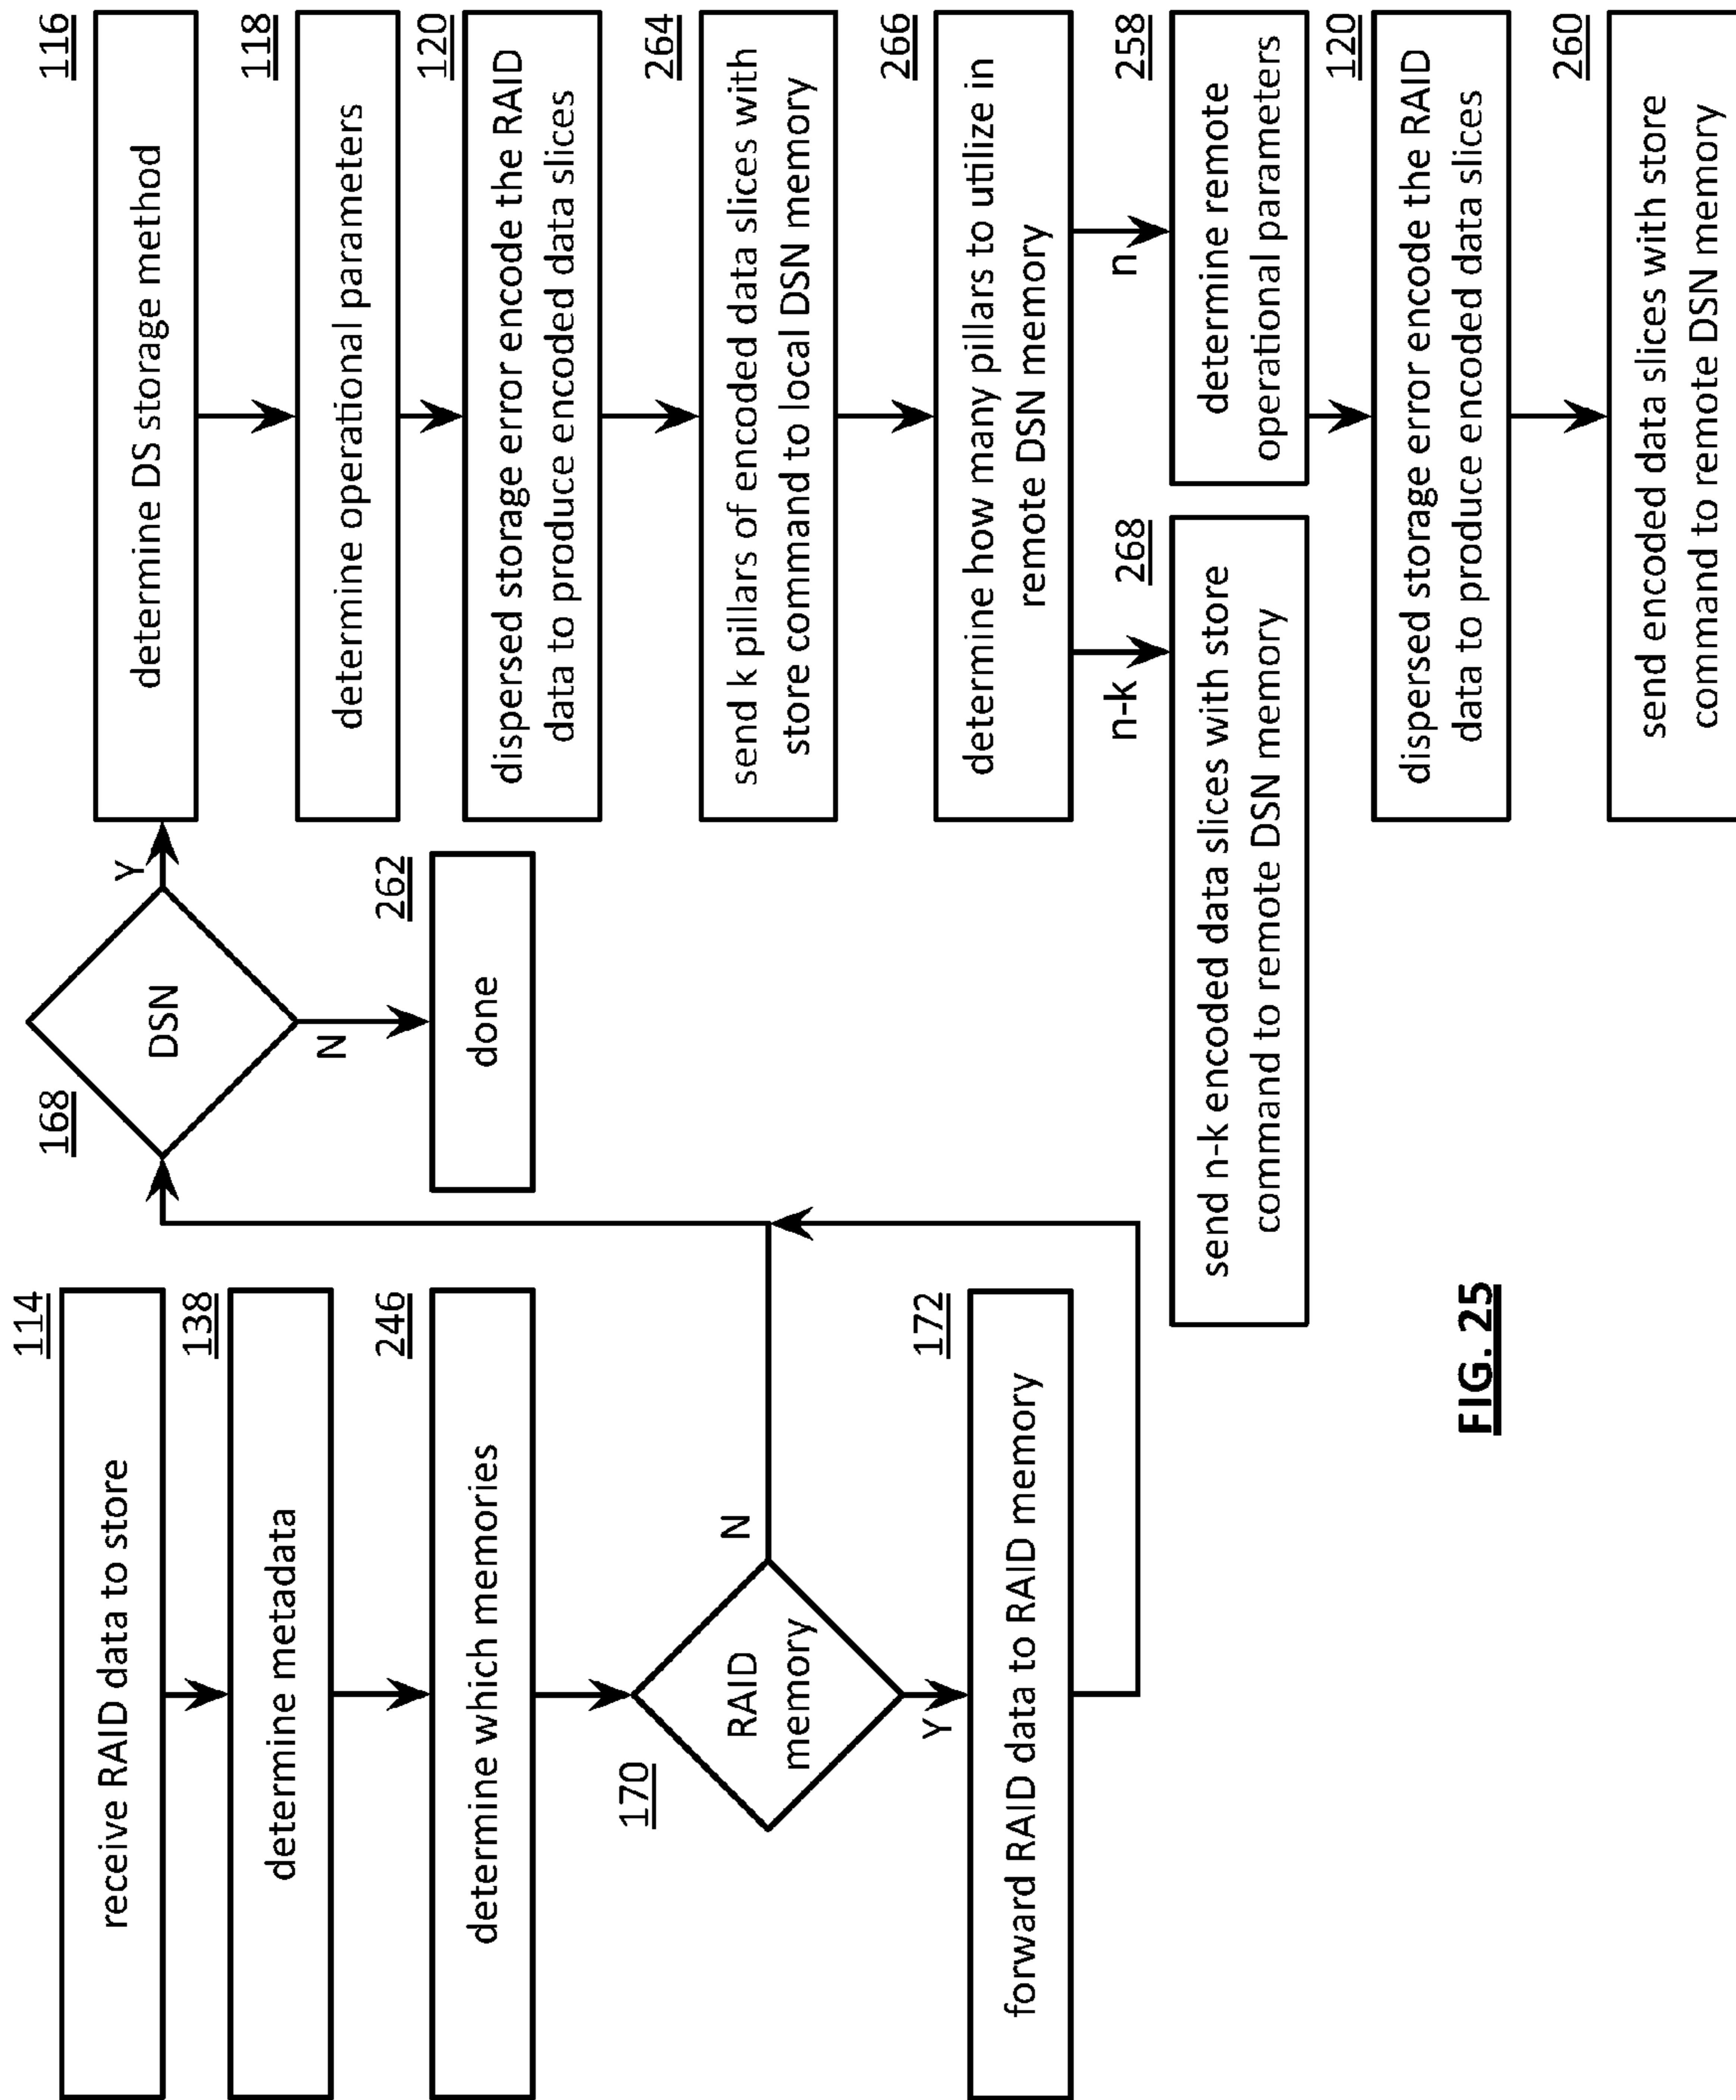 114
receive RAID data to store
138
determine metadata
246
determine which memories
170
RAID
memory
N
Y
172
forward RAID data to RAID memory
168
DSN
Y
N
262
done
116
determine DS storage method
118
determine operational parameters
120
dispersed storage error encode the RAID
data to produce encoded data slices
264
send k pillars of encoded data slices with
store command to local DSN memory
266
determine how many pillars to utilize in
remote DSN memory
n-k
n
268
send n-k encoded data slices with store
command to remote DSN memory
258
determine remote
operational parameters
120
dispersed storage error encode the RAID
data to produce encoded data slices
260
send encoded data slices with store
command to remote DSN memory
FIG. 25